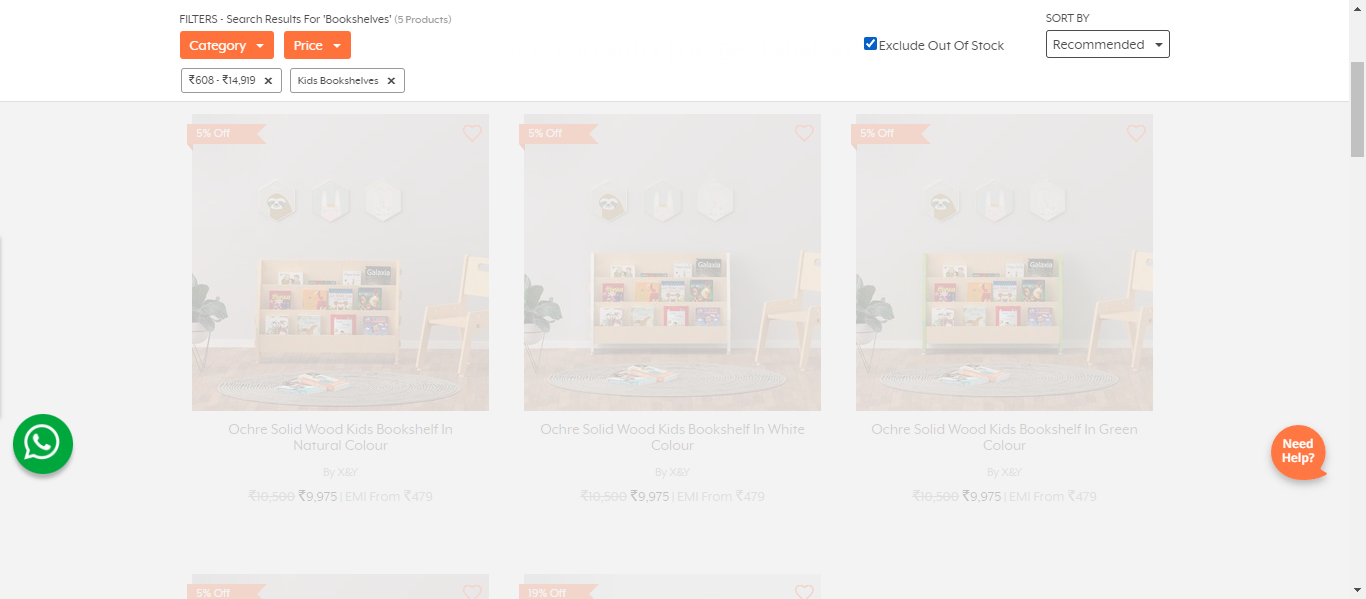 FILTERS - Search Results For 'Bookshelves' (5 Products)
SORT BY
Category
Price
Exclude Out Of Stock
Recommended
₹608 - ₹14,919 ✕
Kids Bookshelves ✕
5% Off
5% Off
5% Off
Galaxia
Galaxia
Galaxia
Ochre Solid Wood Kids Bookshelf In
Natural Colour
By X&Y
₹10,500 ₹9,975 | EMI From ₹479
Ochre Solid Wood Kids Bookshelf In White
Colour
By X&Y
₹10,500 ₹9,975 | EMI From ₹479
Ochre Solid Wood Kids Bookshelf In Green
Colour
By X&Y
₹10,500 ₹9,975 | EMI From ₹479
Need
Help?
5% Off
19% Off